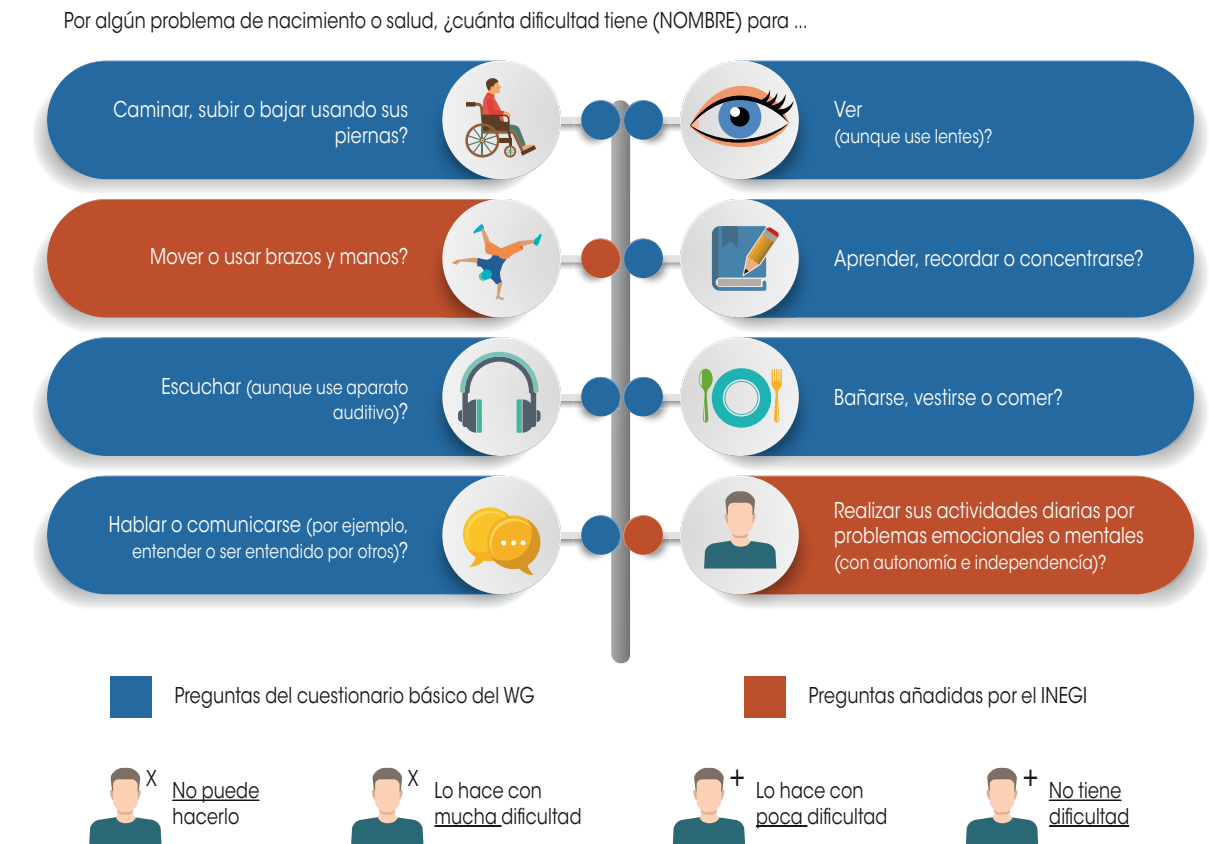 Por algún problema de nacimiento o salud, ¿cuánta dificultad tiene (NOMBRE) para ...
Caminar, subir o bajar usando sus
piernas?
Ver
(aunque use lentes)?
Mover o usar brazos y manos?
Aprender, recordar o concentrarse?
Escuchar (aunque use aparato
auditivo)?
Bañarse, vestirse o comer?
Hablar o comunicarse (por ejemplo,
entender o ser entendido por otros)?
Realizar sus actividades diarias por
problemas emocionales o mentales
(con autonomía e independencía)?
Preguntas del cuestionario básico del WG
Preguntas añadidas por el INEGI
X
No puede
hacerlo
X
Lo hace con
mucha dificultad
+
Lo hace con
poca dificultad
+
No tiene
dificultad